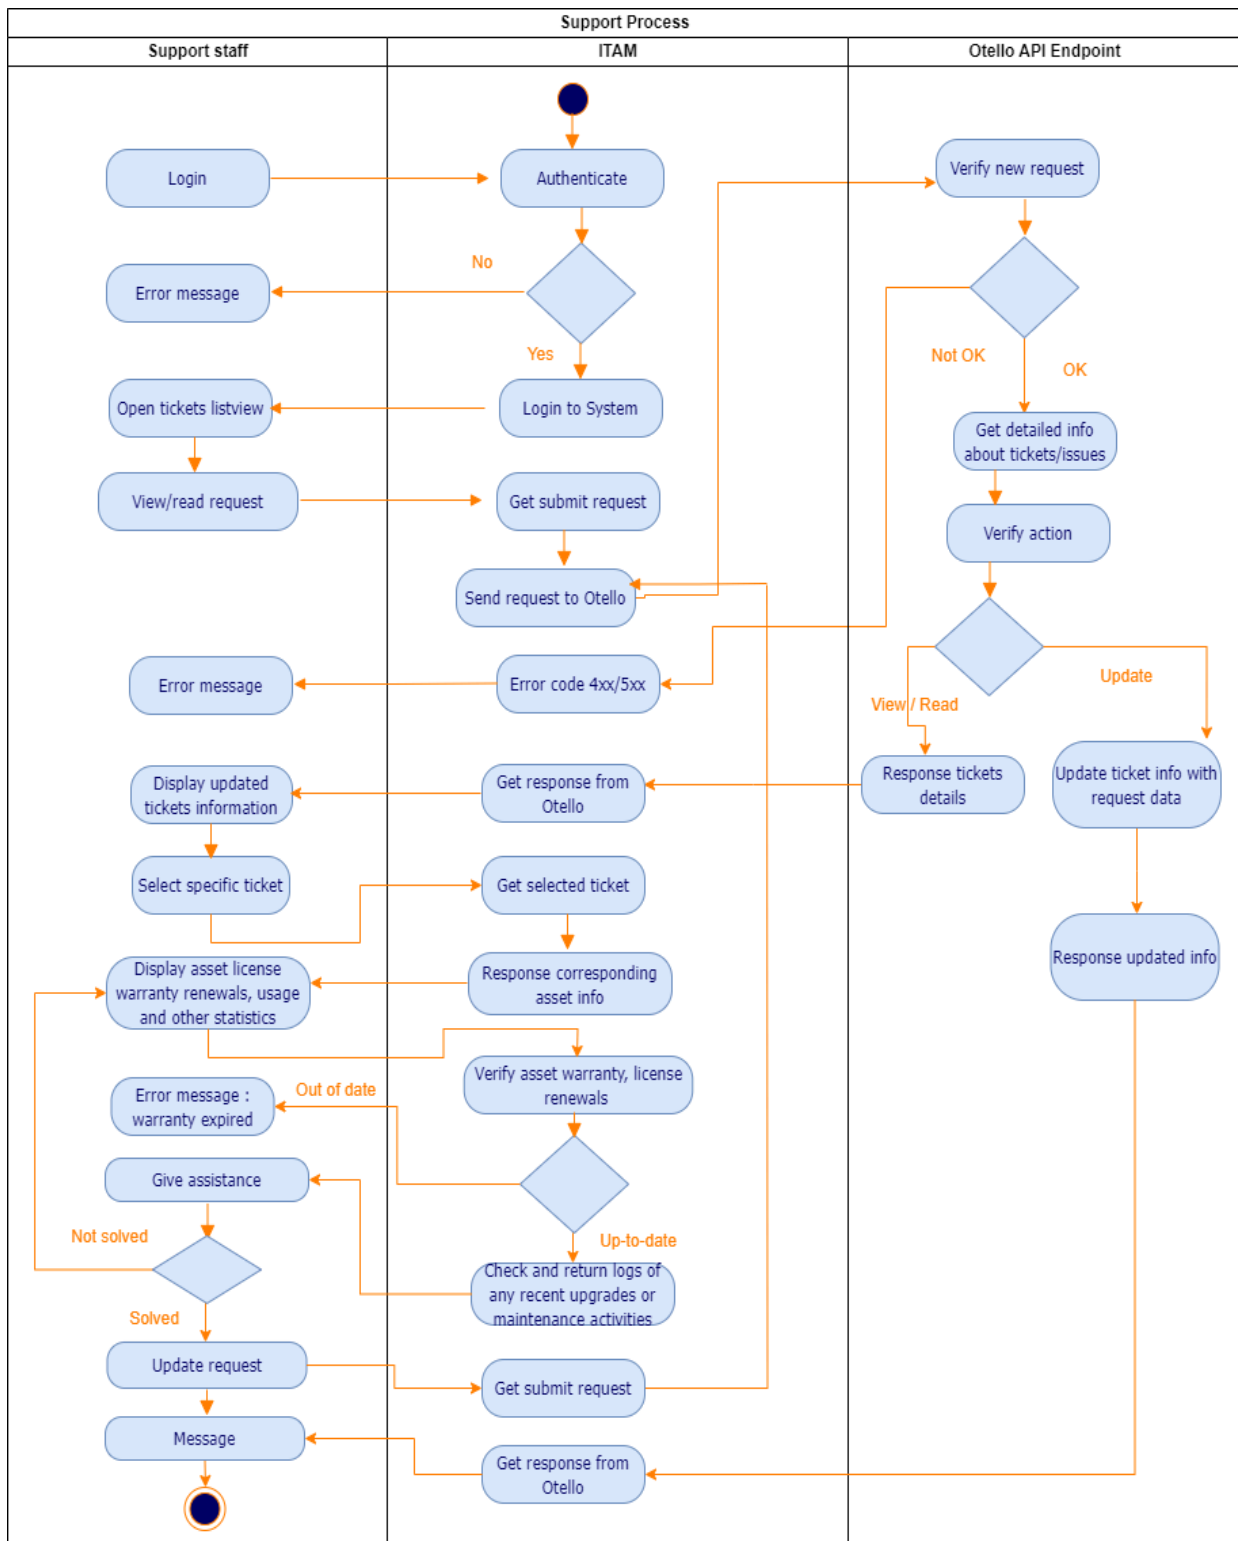 Support Process
Support staff
ITAM
Otello API Endpoint
Login
Authenticate
Verify new request
No
Error message
Yes
Not OK
OK
Open tickets listview
Login to System
Get detailed info
about tickets/issues
View/read request
Get submit request
Verify action
Send request to Otello
Error message
Error code 4xx/5xx
View / Read
Update
Display updated
tickets information
Get response from
Otello
Response tickets
details
Update ticket info with
request data
Select specific ticket
Get selected ticket
Response updated info
Display asset license
warranty renewals, usage
and other statistics
Response corresponding
asset info
Verify asset warranty, license
renewals
Out of date
Error message :
warranty expired
Give assistance
Not solved
Up-to-date
Check and return logs of
any recent upgrades or
maintenance activities
Solved
Update request
Get submit request
Message
Get response from
Otello